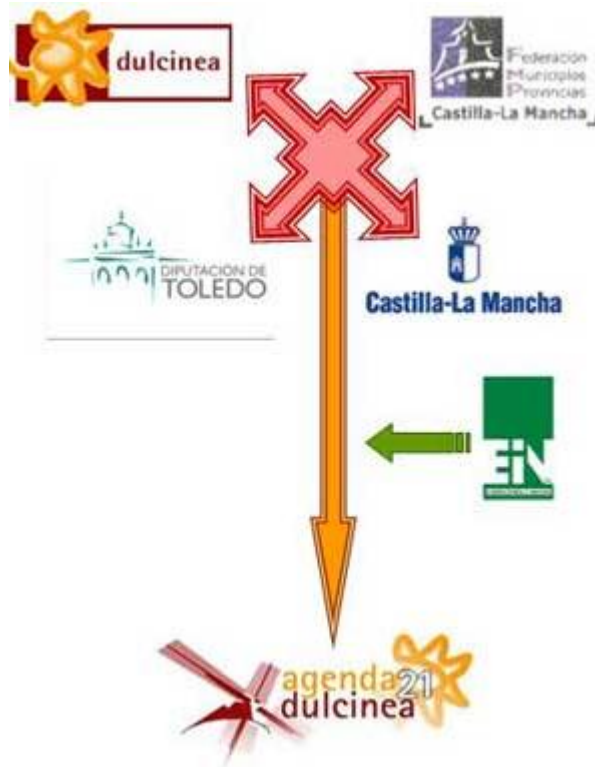 dulcinea
Federación
Municipios
Provincias
Castilla-La Mancha
DIPUTACIÓN DE
TOLEDO
Castilla-La Mancha
EIN
agenda21
dulcinea